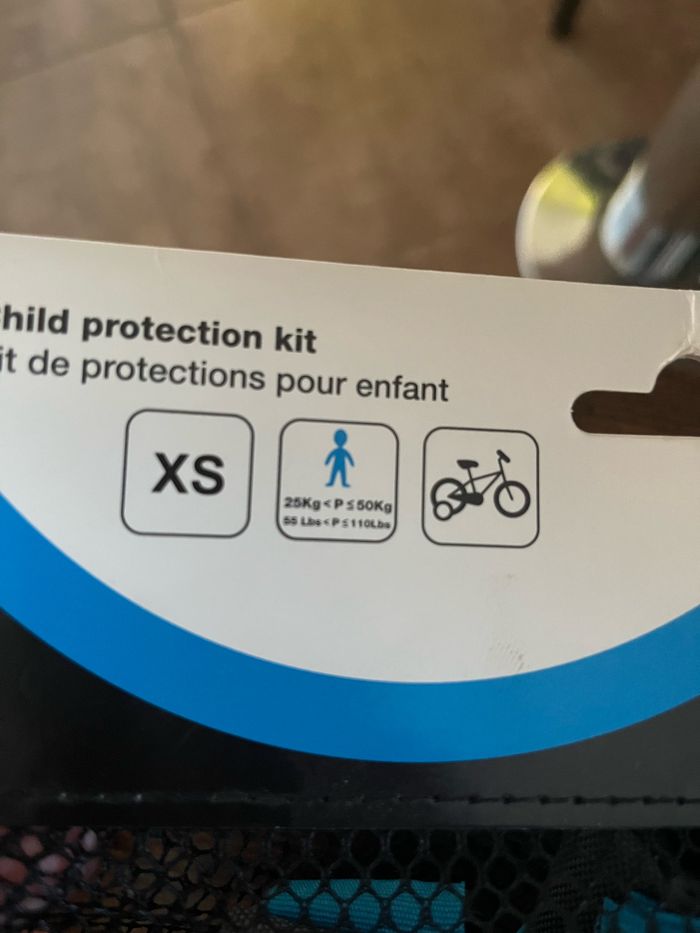 hild protection kit
it de protections pour enfant
XS
25Kg<P≤50Kg
55 Lbs<P≤110Lbs